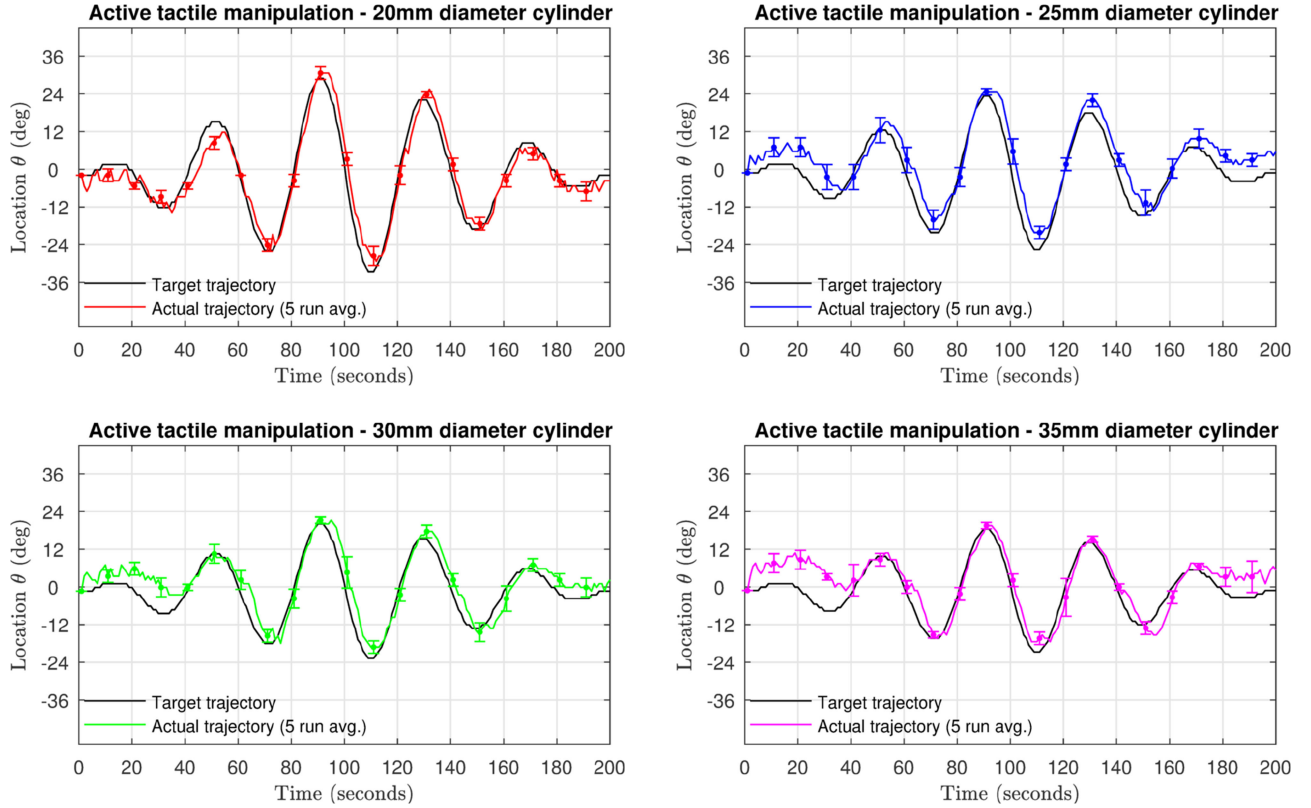 Active tactile manipulation - 20mm diameter cylinder
Location θ (deg)
36
24
12
0
-12
-24
-36
Target trajectory
Actual trajectory (5 run avg.)
0 20 40 60 80 100 120 140 160 180 200
Time (seconds)
Active tactile manipulation - 25mm diameter cylinder
Location θ (deg)
36
24
12
0
-12
-24
-36
Target trajectory
Actual trajectory (5 run avg.)
0 20 40 60 80 100 120 140 160 180 200
Time (seconds)
Active tactile manipulation - 30mm diameter cylinder
Location θ (deg)
36
24
12
0
-12
-24
-36
Target trajectory
Actual trajectory (5 run avg.)
0 20 40 60 80 100 120 140 160 180 200
Time (seconds)
Active tactile manipulation - 35mm diameter cylinder
Location θ (deg)
36
24
12
0
-12
-24
-36
Target trajectory
Actual trajectory (5 run avg.)
0 20 40 60 80 100 120 140 160 180 200
Time (seconds)